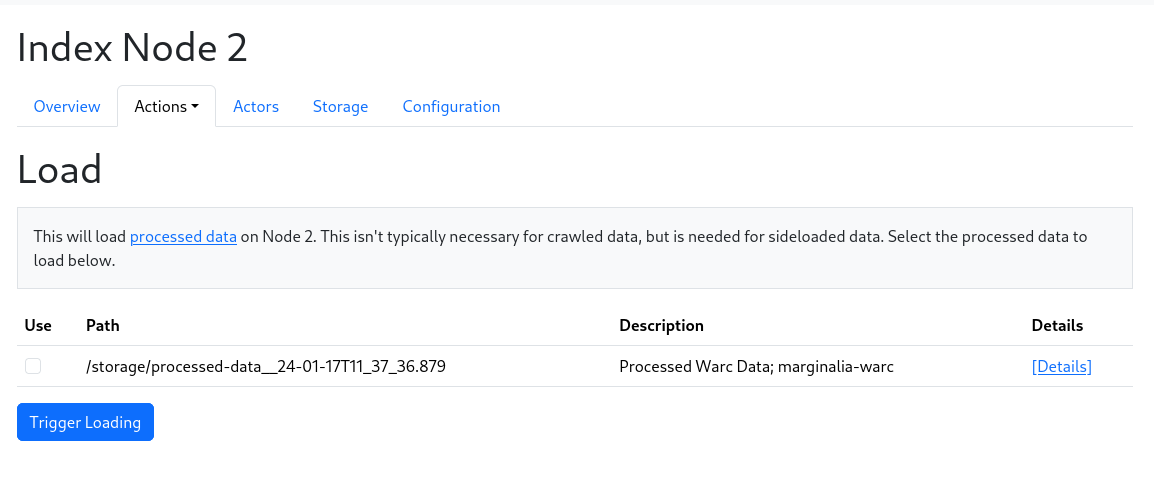 Index Node 2
Overview Actions Actors Storage Configuration
Load
This will load processed data on Node 2. This isn't typically necessary for crawled data, but is needed for sideloaded data. Select the processed data to
load below.
Use Path Description Details
/storage/processed-data__24-01-17T11_37_36.879 Processed Warc Data; marginalia-warc [Details]
Trigger Loading